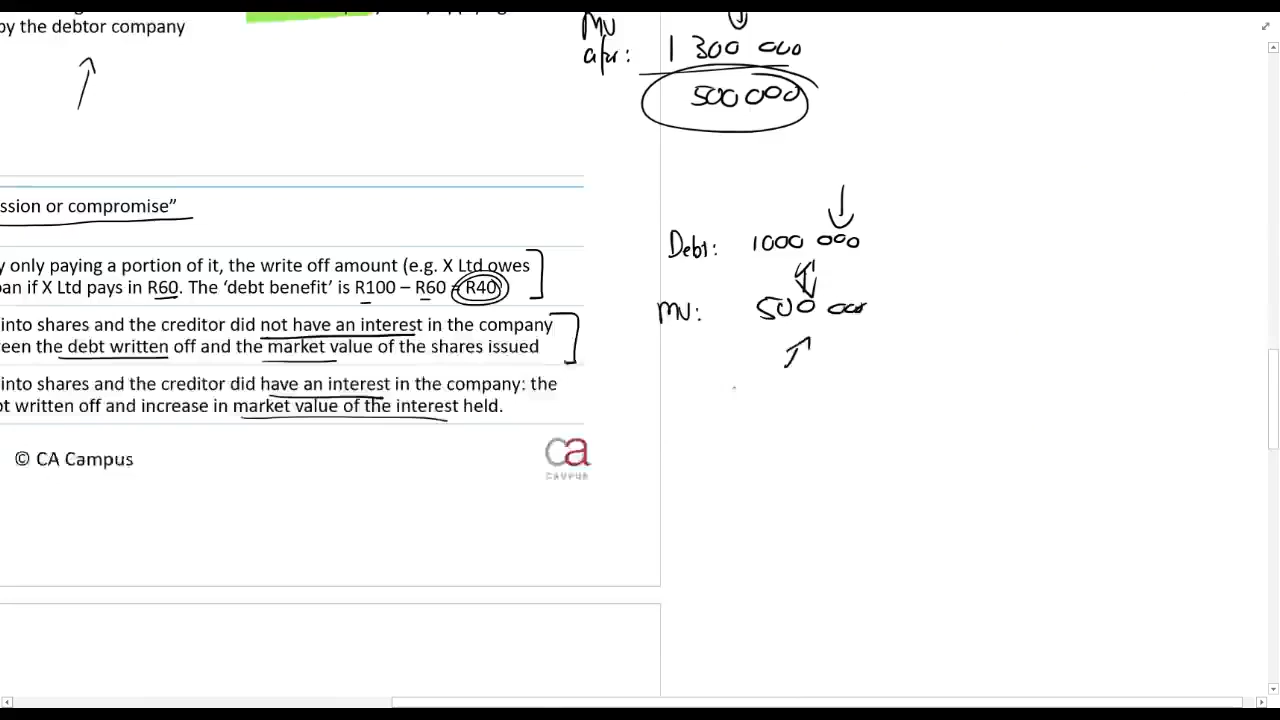 by the debtor company
MV
after: 1 300 000
500 000
ssion or compromise”
y only paying a portion of it, the write off amount (e.g. X Ltd owes
oan if X Ltd pays in R60. The ‘debt benefit’ is R100 – R60 = R40)
into shares and the creditor did not have an interest in the company
een the debt written off and the market value of the shares issued
into shares and the creditor did have an interest in the company: the
ot written off and increase in market value of the interest held.
© CA Campus
ca
CAMPUS
Debt: 1000 000
MV: 500 000